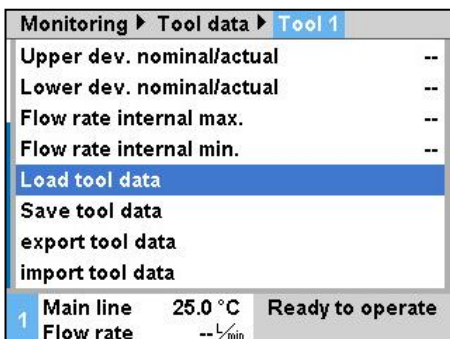 Monitoring ▶ Tool data ▶ Tool 1
Upper dev. nominal/actual --
Lower dev. nominal/actual --
Flow rate internal max. --
Flow rate internal min. --
Load tool data
Save tool data
export tool data
import tool data
1 Main line 25.0 °C Ready to operate
Flow rate -- L/min